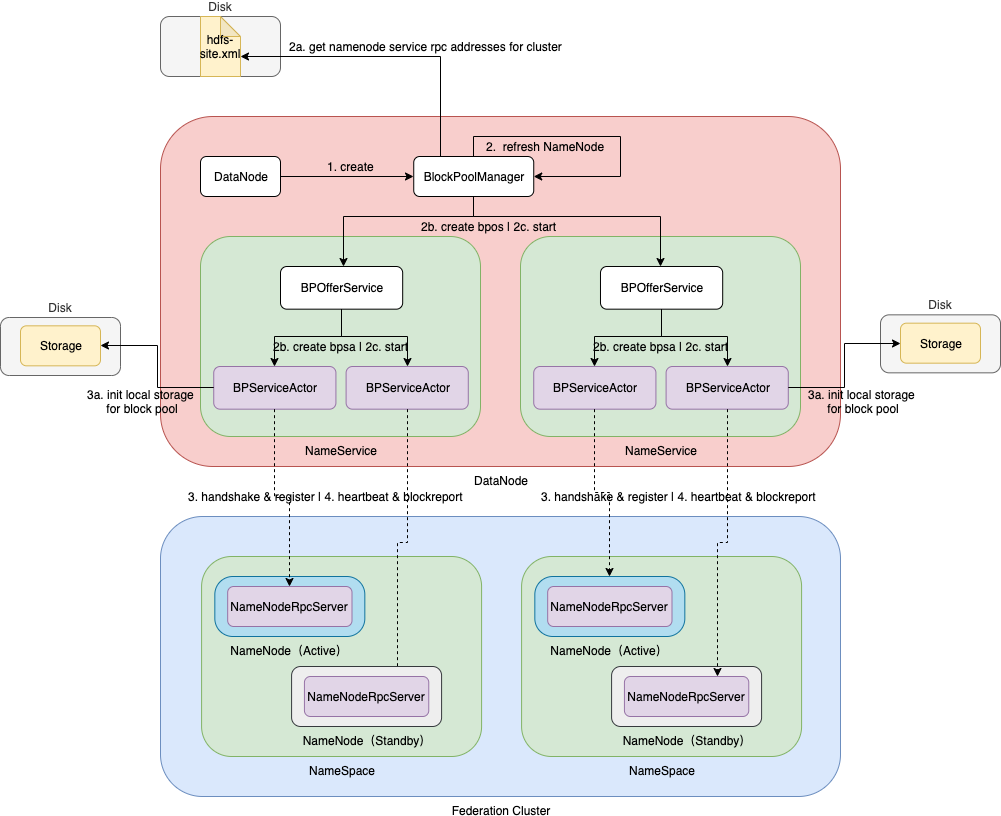 Disk
hdfs-
site.xml
2a. get namenode service rpc addresses for cluster
2. refresh NameNode
DataNode
1. create
BlockPoolManager
2b. create bpos | 2c. start
BPOfferService
BPOfferService
Disk
Storage
Disk
Storage
2b. create bpsa | 2c. start
2b. create bpsa | 2c. start
BPServiceActor
BPServiceActor
BPServiceActor
BPServiceActor
3a. init local storage
for block pool
3a. init local storage
for block pool
NameService
NameService
DataNode
3. handshake & register | 4. heartbeat & blockreport
3. handshake & register | 4. heartbeat & blockreport
NameNodeRpcServer
NameNodeRpcServer
NameNode（Active）
NameNode（Active）
NameNodeRpcServer
NameNodeRpcServer
NameNode（Standby）
NameNode（Standby）
NameSpace
NameSpace
Federation Cluster